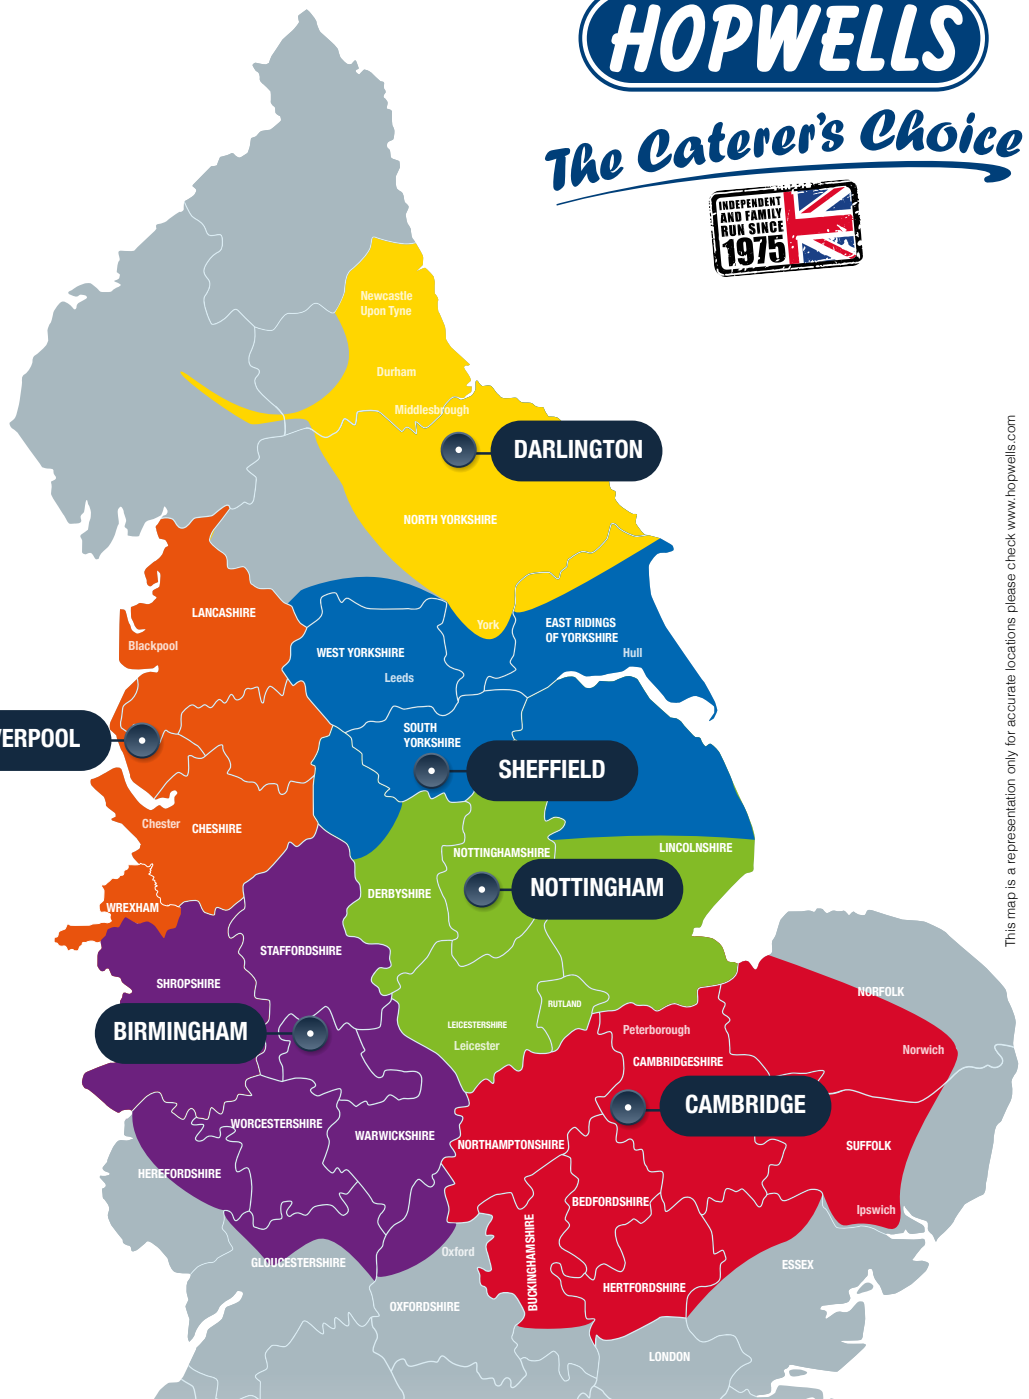 HOPWELLS
The Caterer's Choice
INDEPENDENT
AND FAMILY
RUN SINCE
1975
Newcastle
Upon Tyne
Durham
Middlesbrough
DARLINGTON
NORTH YORKSHIRE
LANCASHIRE
Blackpool
York
EAST RIDINGS
OF YORKSHIRE
Hull
WEST YORKSHIRE
Leeds
SOUTH
YORKSHIRE
VERPOOL
SHEFFIELD
Chester
CHESHIRE
LINCOLNSHIRE
NOTTINGHAMSHIRE
NOTTINGHAM
DERBYSHIRE
WREXHAM
STAFFORDSHIRE
SHROPSHIRE
RUTLAND
NORFOLK
LEICESTERSHIRE
Leicester
BIRMINGHAM
Peterborough
Norwich
CAMBRIDGESHIRE
CAMBRIDGE
WORCESTERSHIRE
WARWICKSHIRE
NORTHAMPTONSHIRE
SUFFOLK
HEREFORDSHIRE
BEDFORDSHIRE
Ipswich
BUCKINGHAMSHIRE
Oxford
GLOUCESTERSHIRE
ESSEX
HERTFORDSHIRE
OXFORDSHIRE
LONDON
This map is a representation only for accurate locations please check www.hopwells.com